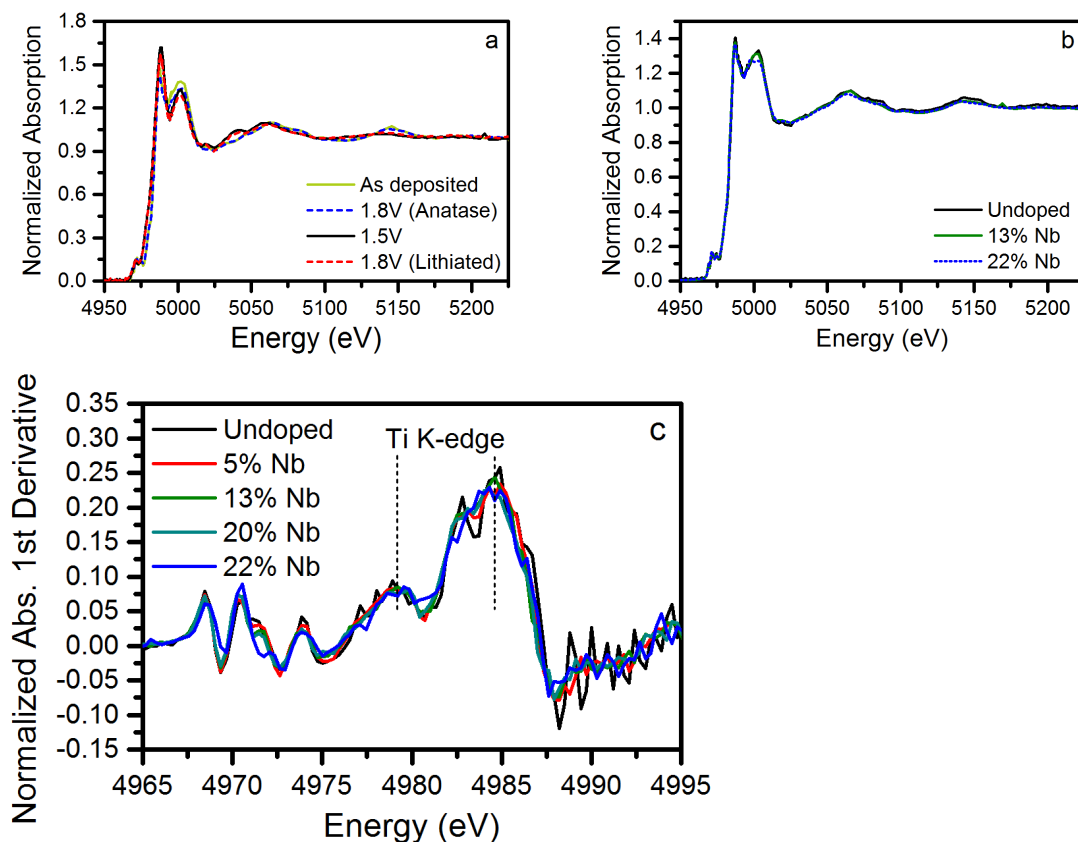 a
Normalized Absorption
1.8
1.5
1.2
0.9
0.6
0.3
0.0
As deposited
1.8V (Anatase)
1.5V
1.8V (Lithiated)
4950 5000 5050 5100 5150 5200
Energy (eV)
b
Normalized Absorption
1.4
1.2
1.0
0.8
0.6
0.4
0.2
0.0
Undoped
13% Nb
22% Nb
4950 5000 5050 5100 5150 5200
Energy (eV)
c
Normalized Abs. 1st Derivative
0.35
0.30
0.25
0.20
0.15
0.10
0.05
0.00
-0.05
-0.10
-0.15
Undoped
5% Nb
13% Nb
20% Nb
22% Nb
Ti K-edge
4965 4970 4975 4980 4985 4990 4995
Energy (eV)